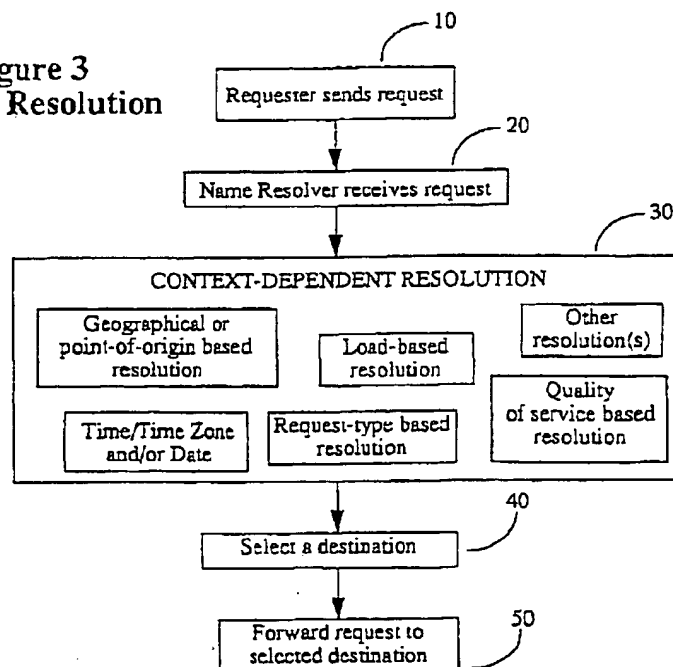 gure 3
Resolution
10
Requester sends request
20
Name Resolver receives request
30
CONTEXT-DEPENDENT RESOLUTION
Geographical or
point-of-origin based
resolution
Load-based
resolution
Other
resolution(s)
Time/Time Zone
and/or Date
Request-type based
resolution
Quality
of service based
resolution
40
Select a destination
50
Forward request to
selected destination